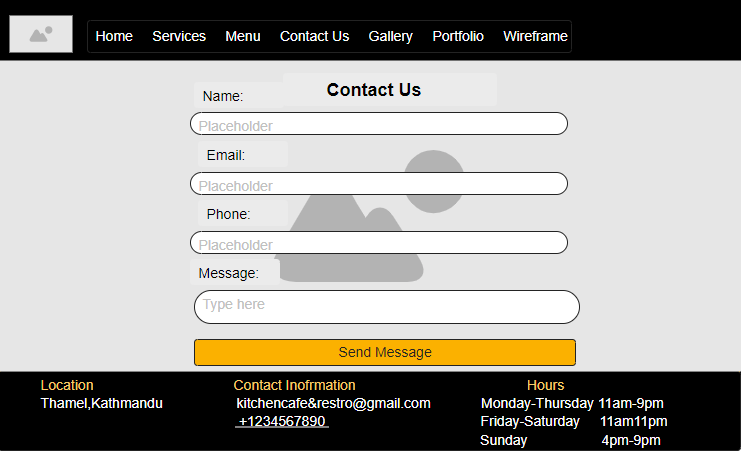 Home Services Menu Contact Us Gallery Portfolio Wireframe
Contact Us
Name:
Placeholder
Email:
Placeholder
Phone:
Placeholder
Message:
Type here
Send Message
Location Contact Inofrmation Hours
Thamel,Kathmandu kitchencafe&restro@gmail.com Monday-Thursday 11am-9pm
+1234567890 Friday-Saturday 11am11pm
Sunday 4pm-9pm